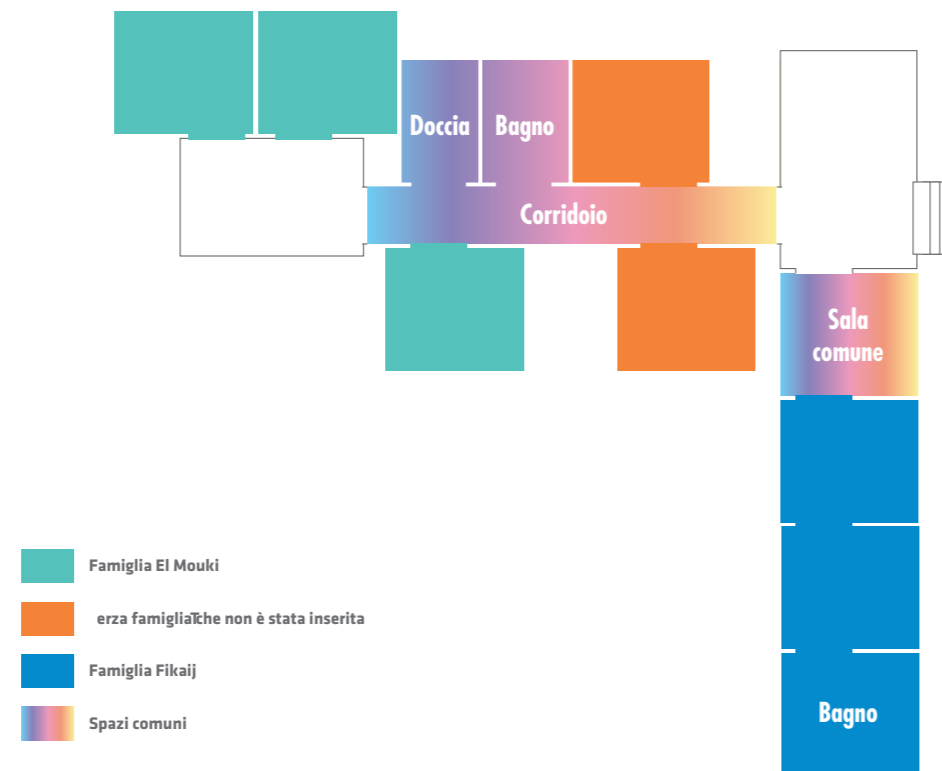 Doccia
Bagno
Corridoio
Sala
comune
Bagno
Famiglia El Mouki
erza famigliaTche non è stata inserita
Famiglia Fikaij
Spazi comuni